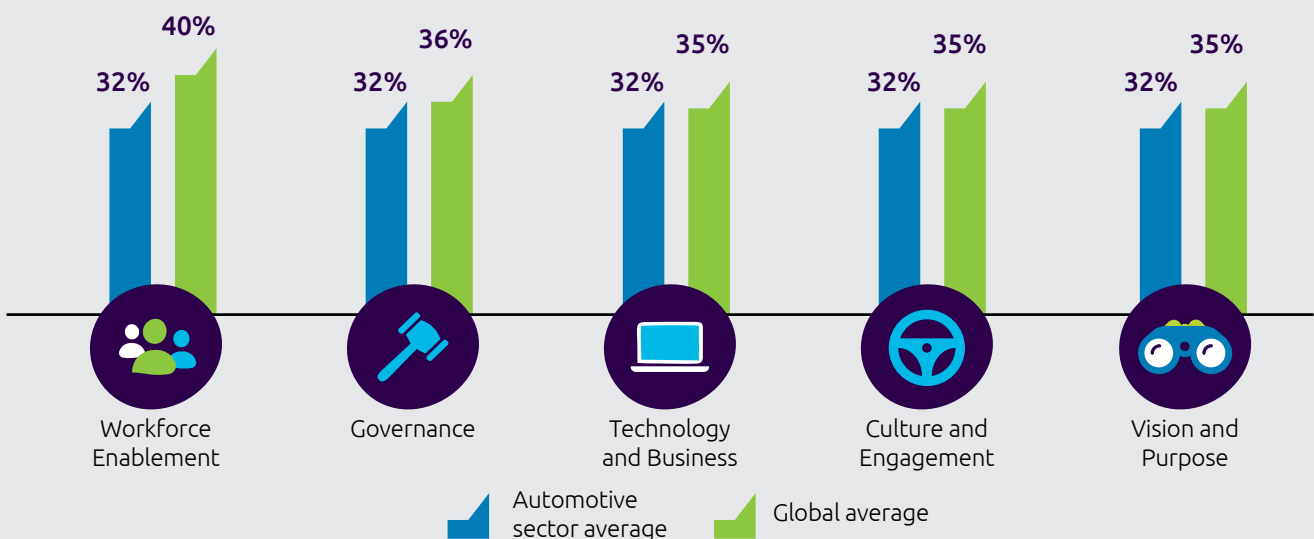 40%
32%
36%
32%
35%
32%
35%
32%
35%
32%
Workforce
Enablement
Governance
Technology
and Business
Culture and
Engagement
Vision and
Purpose
Automotive
sector average
Global average